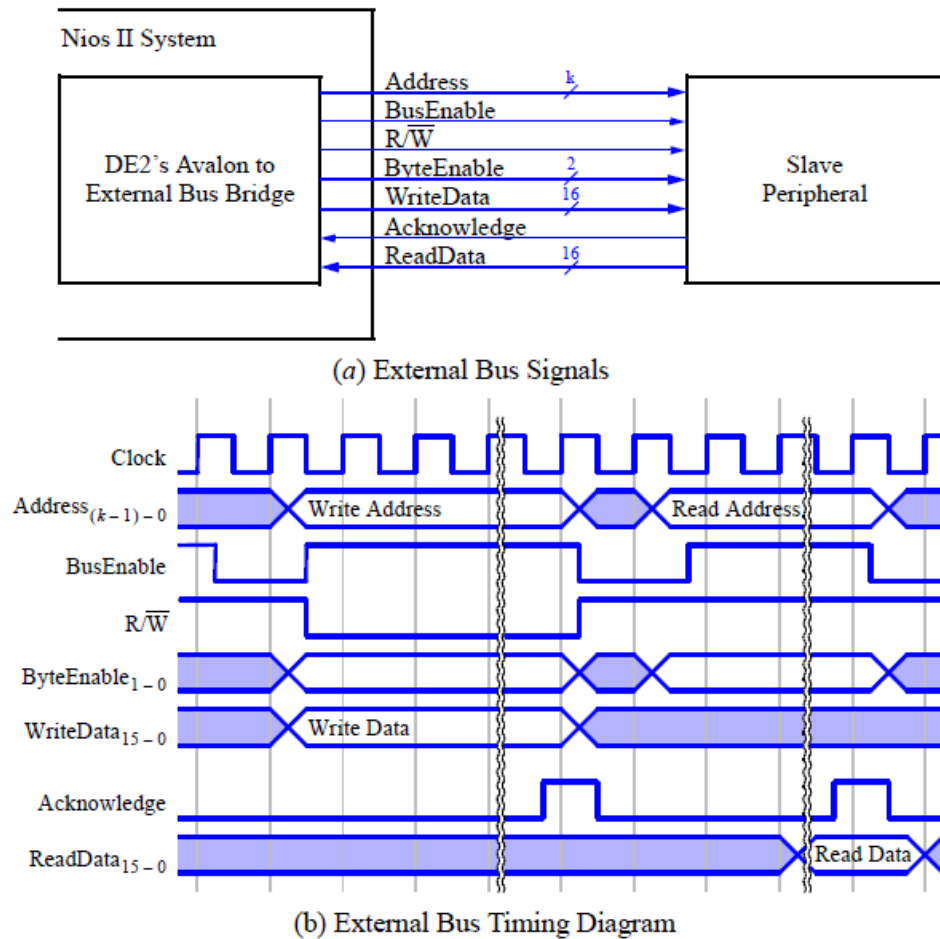 Nios II System
DE2's Avalon to
External Bus Bridge
Address
k
BusEnable
R/W̅
ByteEnable
2
WriteData
16
Acknowledge
ReadData
16
Slave
Peripheral
(a) External Bus Signals
Clock
Address(k−1)−0
Write Address
Read Address
BusEnable
R/W̅
ByteEnable1−0
WriteData15−0
Write Data
Acknowledge
ReadData15−0
Read Data
(b) External Bus Timing Diagram